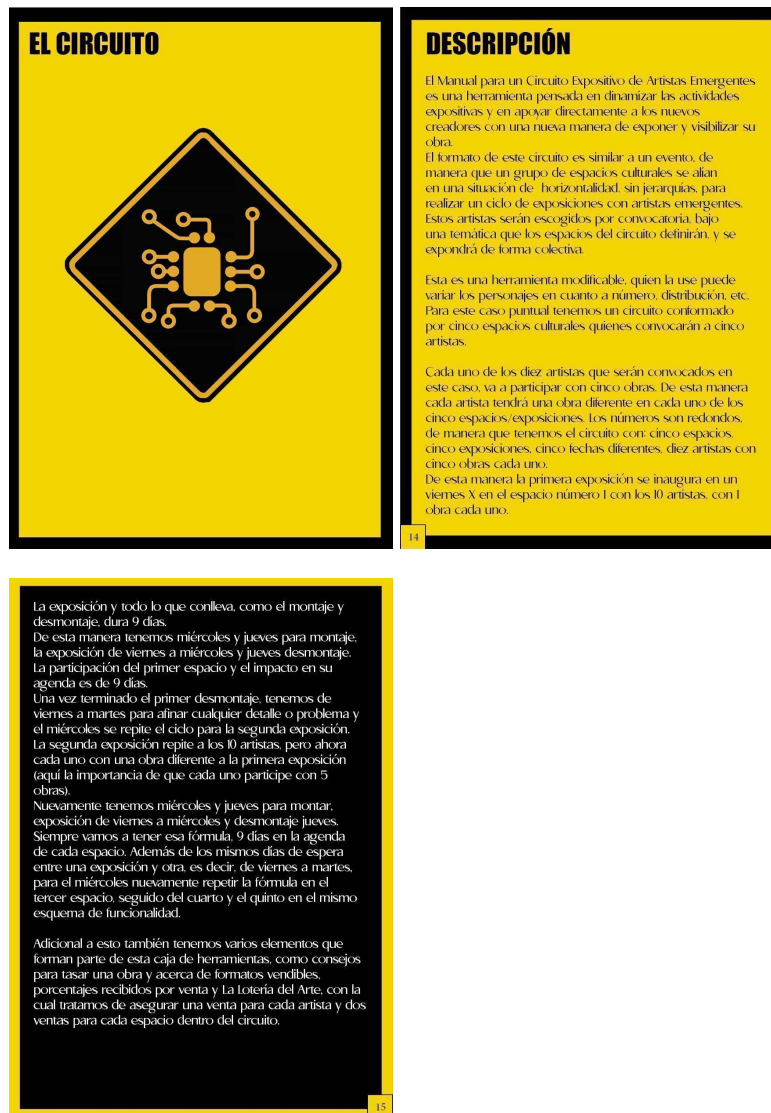 EL CIRCUITO
DESCRIPCIÓN
El Manual para un Circuito Expositivo de Artistas Emergentes
es una herramienta pensada en dinamizar las actividades
expositivas y en apoyar directamente a los nuevos
creadores con una nueva manera de exponer y visibilizar su
obra.
El formato de este circuito es similar a un evento, de
manera que un grupo de espacios culturales se alían
en una situación de horizontalidad, sin jerarquías, para
realizar un ciclo de exposiciones con artistas emergentes.
Estos artistas serán escogidos por convocatoria, bajo
una temática que los espacios del circuito definirán, y se
expondrá de forma colectiva.
Esta es una herramienta modificable, quien la use puede
variar los personajes en cuanto a número, distribución, etc.
Para este caso puntual tenemos un circuito conformado
por cinco espacios culturales quienes convocarán a cinco
artistas.
Cada uno de los diez artistas que serán convocados en
este caso, va a participar con cinco obras. De esta manera
cada artista tendrá una obra diferente en cada uno de los
cinco espacios/exposiciones. Los números son redondos,
de manera que tenemos el circuito con: cinco espacios,
cinco exposiciones, cinco fechas diferentes, diez artistas con
cinco obras cada uno.
De esta manera la primera exposición se inaugura en un
viernes X en el espacio número 1 con los 10 artistas, con 1
obra cada uno.
14
La exposición y todo lo que conlleva, como el montaje y
desmontaje, dura 9 días.
De esta manera tenemos miércoles y jueves para montaje,
la exposición de viernes a miércoles y jueves desmontaje.
La participación del primer espacio y el impacto en su
agenda es de 9 días.
Una vez terminado el primer desmontaje, tenemos de
viernes a martes para afinar cualquier detalle o problema y
el miércoles se repite el ciclo para la segunda exposición.
La segunda exposición repite a los 10 artistas, pero ahora
cada uno con una obra diferente a la primera exposición
(aquí la importancia de que cada uno participe con 5
obras).
Nuevamente tenemos miércoles y jueves para montar,
exposición de viernes a miércoles y desmontaje jueves.
Siempre vamos a tener esa fórmula, 9 días en la agenda
de cada espacio. Además de los mismos días de espera
entre una exposición y otra, es decir, de viernes a martes,
para el miércoles nuevamente repetir la fórmula en el
tercer espacio, seguido del cuarto y el quinto en el mismo
esquema de funcionalidad.
Adicional a esto también tenemos varios elementos que
forman parte de esta caja de herramientas, como consejos
para tasar una obra y acerca de formatos vendibles,
porcentajes recibidos por venta y La Lotería del Arte, con la
cual tratamos de asegurar una venta para cada artista y dos
ventas para cada espacio dentro del circuito.
15